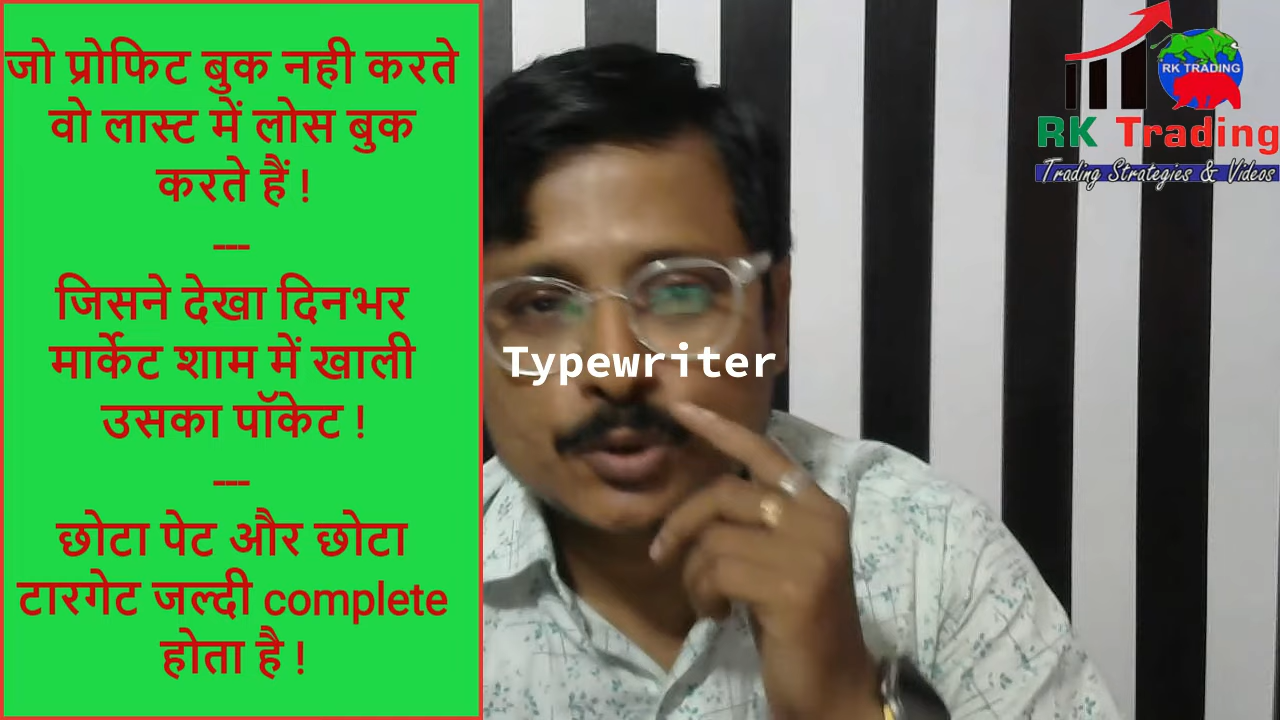 जो प्रोफिट बुक नही करते
वो लास्ट में लोस बुक
करते हैं !
---
जिसने देखा दिनभर
मार्केट शाम में खाली
उसका पॉकेट !
---
छोटा पेट और छोटा
टारगेट जल्दी complete
होता है !
Typewriter
RK TRADING
RK Trading
Trading Strategies & Videos